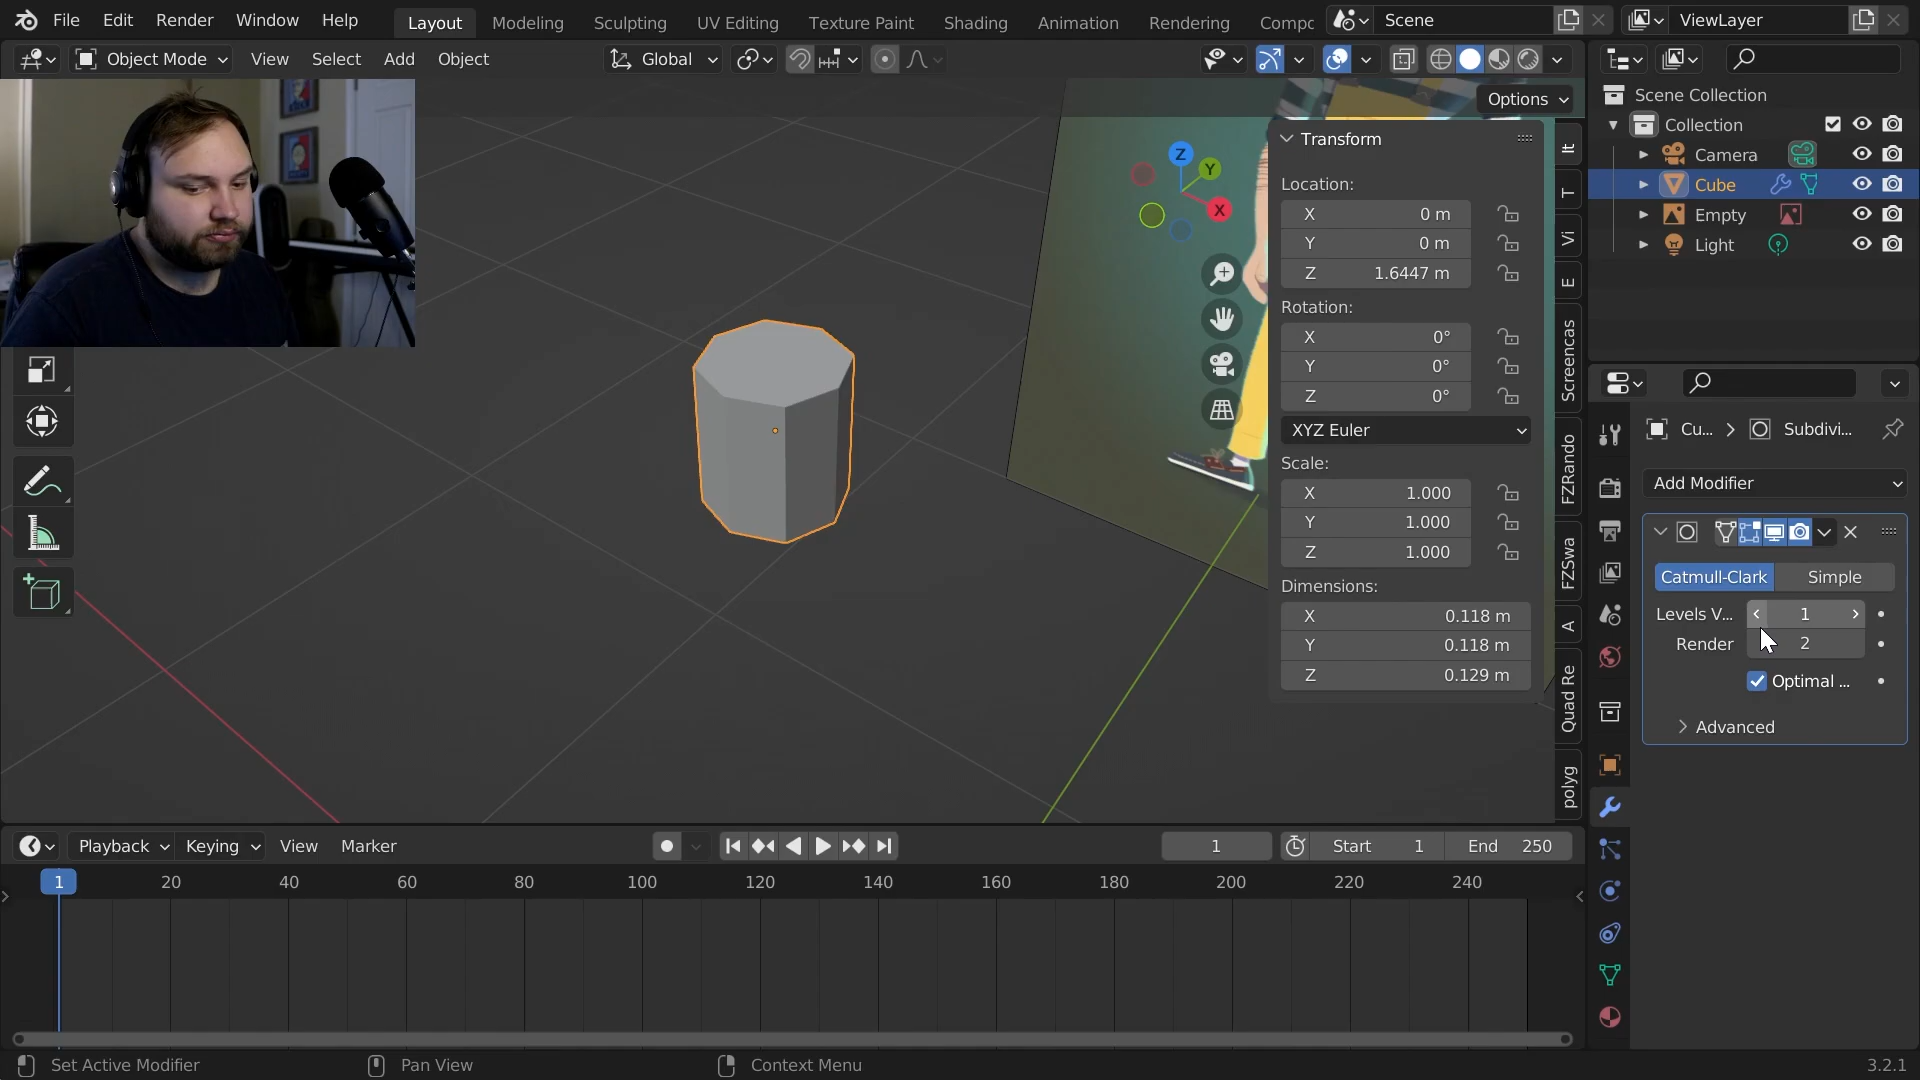 File Edit Render Window Help Layout Modeling Sculpting UV Editing Texture Paint Shading Animation Rendering Compc Scene ViewLayer
Object Mode View Select Add Object Global
Options
Transform
Location:
X 0 m
Y 0 m
Z 1.6447 m
Rotation:
X 0°
Y 0°
Z 0°
XYZ Euler
Scale:
X 1.000
Y 1.000
Z 1.000
Dimensions:
X 0.118 m
Y 0.118 m
Z 0.129 m
Z
Y
X
It
T
Vi
E
Screencas
FZRando
FZSwa
A
Quad Re
polyg
Scene Collection
Collection
Camera
Cube
Empty
Light
Cu... Subdivi...
Add Modifier
Catmull-Clark Simple
Levels V... 1
Render 2
Optimal ...
Advanced
Playback Keying View Marker 1 Start 1 End 250
1 20 40 60 80 100 120 140 160 180 200 220 240
Set Active Modifier Pan View Context Menu 3.2.1